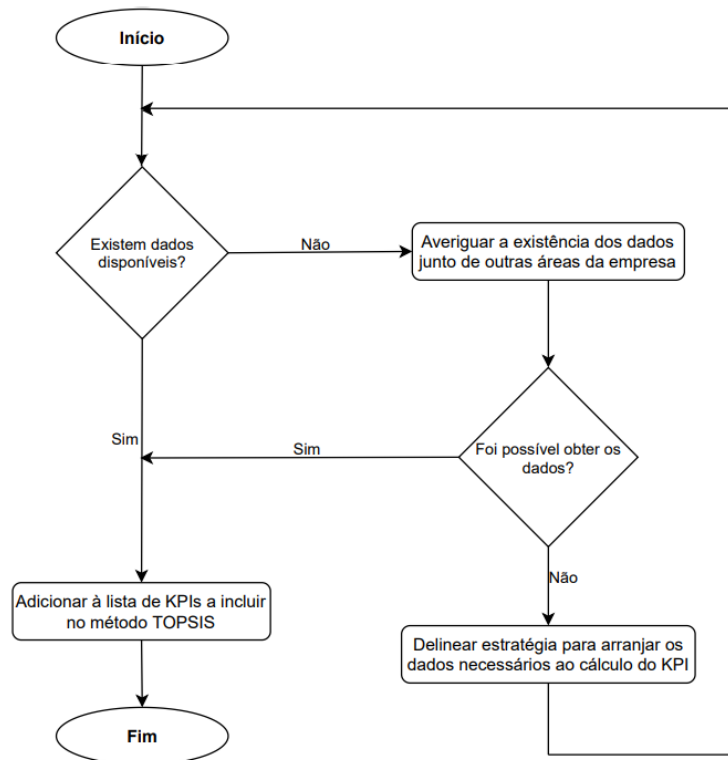 Início
Existem dados
disponíveis?
Não
Averiguar a existência dos dados
junto de outras áreas da empresa
Sim
Sim
Foi possível obter os
dados?
Não
Adicionar à lista de KPIs a incluir
no método TOPSIS
Delinear estratégia para arranjar os
dados necessários ao cálculo do KPI
Fim